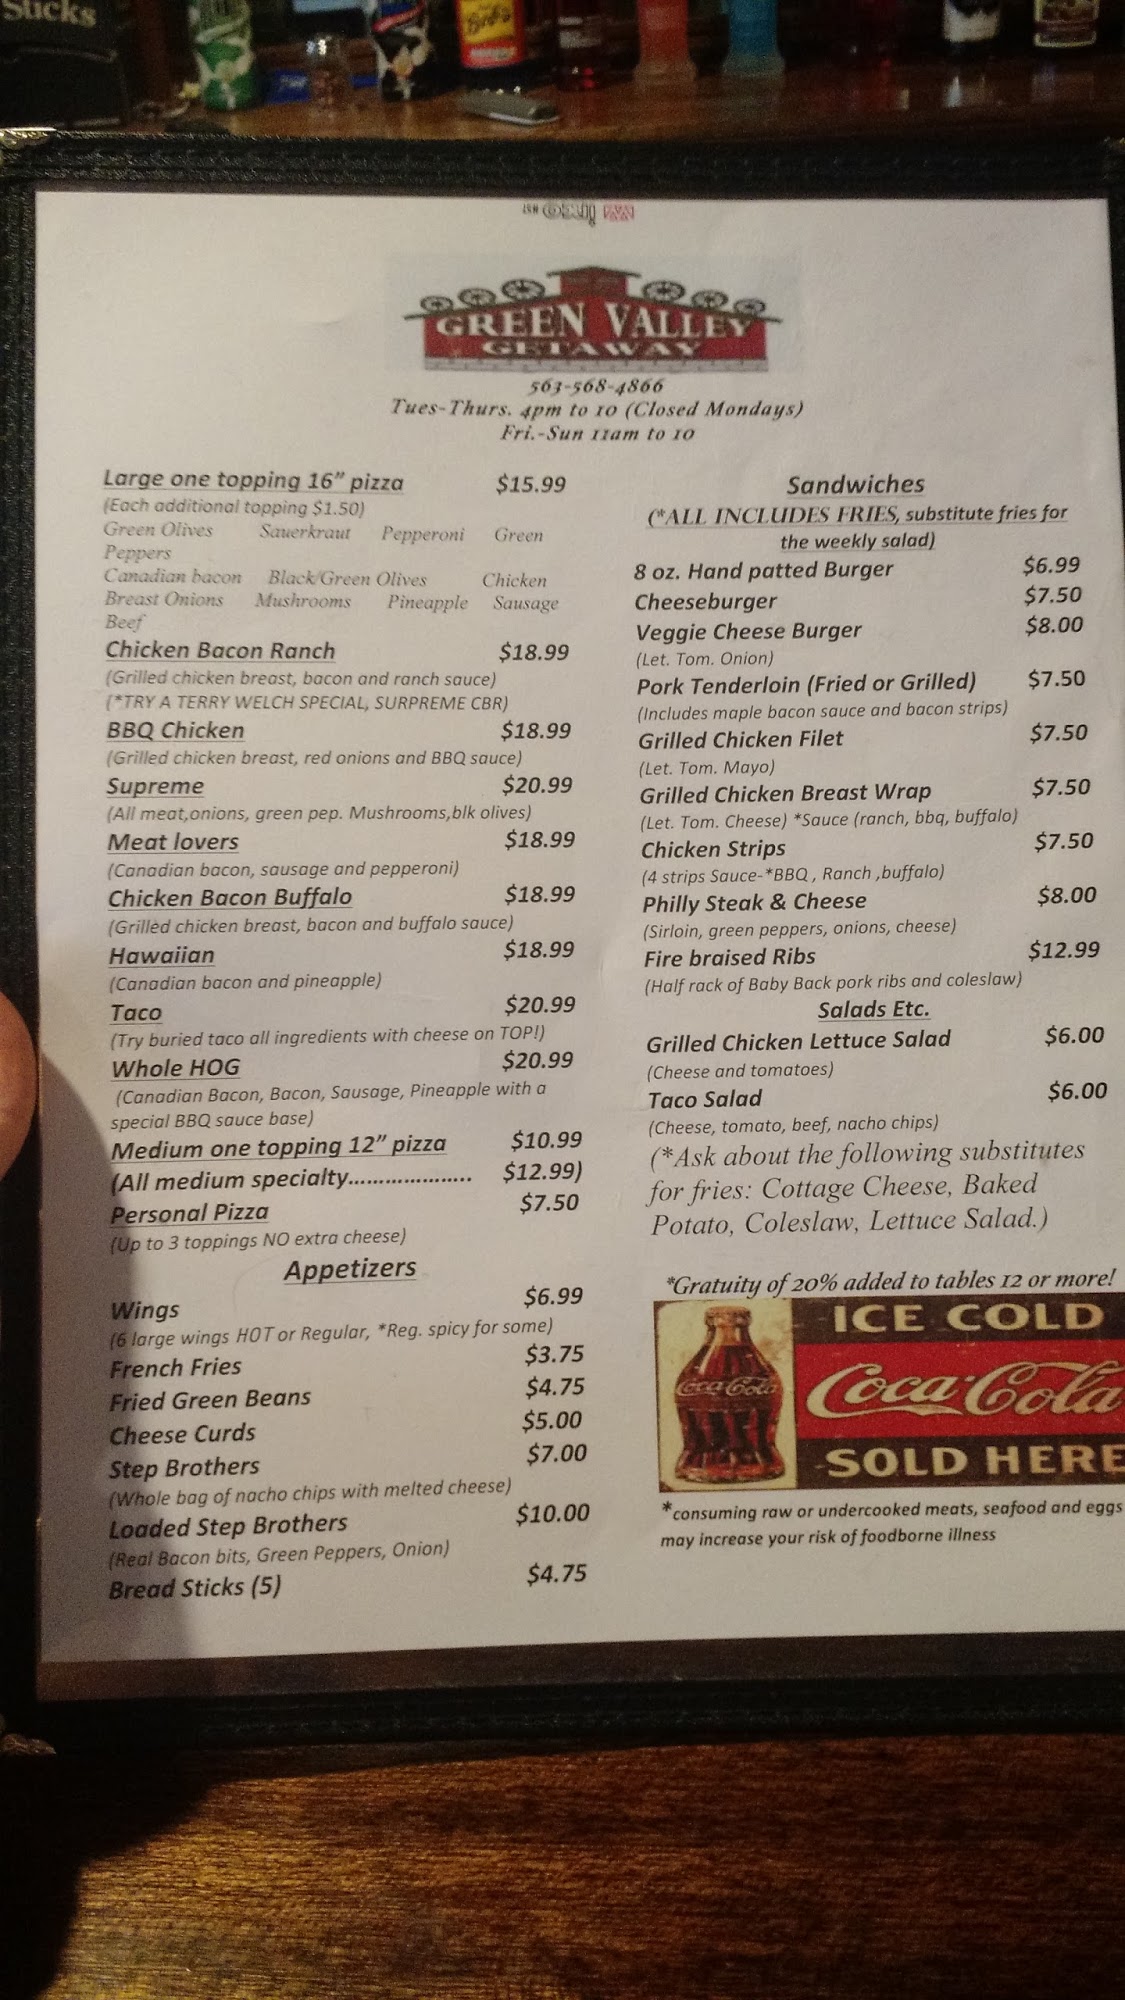 Sticks
GREEN VALLEY
GETAWAY
563-568-4866
Tues-Thurs. 4pm to 10 (Closed Mondays)
Fri.-Sun 11am to 10
Large one topping 16” pizza $15.99
(Each additional topping $1.50)
Green Olives Sauerkraut Pepperoni Green
Peppers
Canadian bacon Black/Green Olives Chicken
Breast Onions Mushrooms Pineapple Sausage
Beef
Chicken Bacon Ranch $18.99
(Grilled chicken breast, bacon and ranch sauce)
(*TRY A TERRY WELCH SPECIAL, SURPREME CBR)
BBQ Chicken $18.99
(Grilled chicken breast, red onions and BBQ sauce)
Supreme $20.99
(All meat,onions, green pep. Mushrooms,blk olives)
Meat lovers $18.99
(Canadian bacon, sausage and pepperoni)
Chicken Bacon Buffalo $18.99
(Grilled chicken breast, bacon and buffalo sauce)
Hawaiian $18.99
(Canadian bacon and pineapple)
Taco $20.99
(Try buried taco all ingredients with cheese on TOP!)
Whole HOG $20.99
(Canadian Bacon, Bacon, Sausage, Pineapple with a
special BBQ sauce base)
Medium one topping 12” pizza $10.99
(All medium specialty.................... $12.99)
Personal Pizza $7.50
(Up to 3 toppings NO extra cheese)
Appetizers
Wings $6.99
(6 large wings HOT or Regular, *Reg. spicy for some)
French Fries $3.75
Fried Green Beans $4.75
Cheese Curds $5.00
Step Brothers $7.00
(Whole bag of nacho chips with melted cheese)
Loaded Step Brothers $10.00
(Real Bacon bits, Green Peppers, Onion)
Bread Sticks (5) $4.75
Sandwiches
(*ALL INCLUDES FRIES, substitute fries for
the weekly salad)
8 oz. Hand patted Burger $6.99
Cheeseburger $7.50
Veggie Cheese Burger $8.00
(Let. Tom. Onion)
Pork Tenderloin (Fried or Grilled) $7.50
(Includes maple bacon sauce and bacon strips)
Grilled Chicken Filet $7.50
(Let. Tom. Mayo)
Grilled Chicken Breast Wrap $7.50
(Let. Tom. Cheese) *Sauce (ranch, bbq, buffalo)
Chicken Strips $7.50
(4 strips Sauce-*BBQ , Ranch ,buffalo)
Philly Steak & Cheese $8.00
(Sirloin, green peppers, onions, cheese)
Fire braised Ribs $12.99
(Half rack of Baby Back pork ribs and coleslaw)
Salads Etc.
Grilled Chicken Lettuce Salad $6.00
(Cheese and tomatoes)
Taco Salad $6.00
(Cheese, tomato, beef, nacho chips)
(*Ask about the following substitutes
for fries: Cottage Cheese, Baked
Potato, Coleslaw, Lettuce Salad.)
*Gratuity of 20% added to tables 12 or more!
ICE COLD
Coca-Cola
Coca-Cola
SOLD HERE
*consuming raw or undercooked meats, seafood and eggs
may increase your risk of foodborne illness